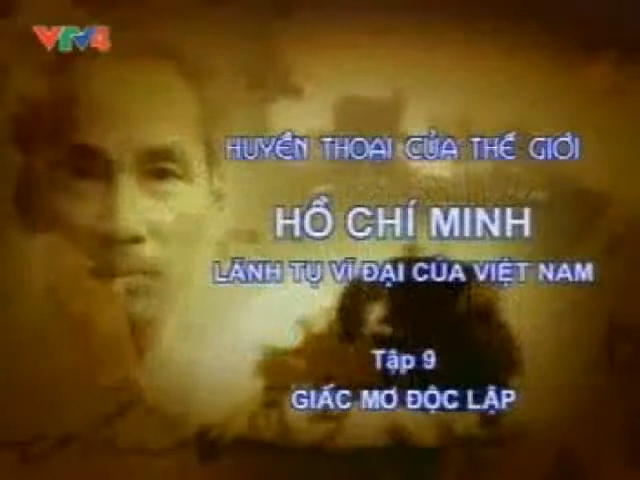 VTV4
HUYỀN THOẠI CỦA THẾ GIỚI
HỒ CHÍ MINH
LÃNH TỤ VĨ ĐẠI CỦA VIỆT NAM
Tập 9
GIẤC MƠ ĐỘC LẬP